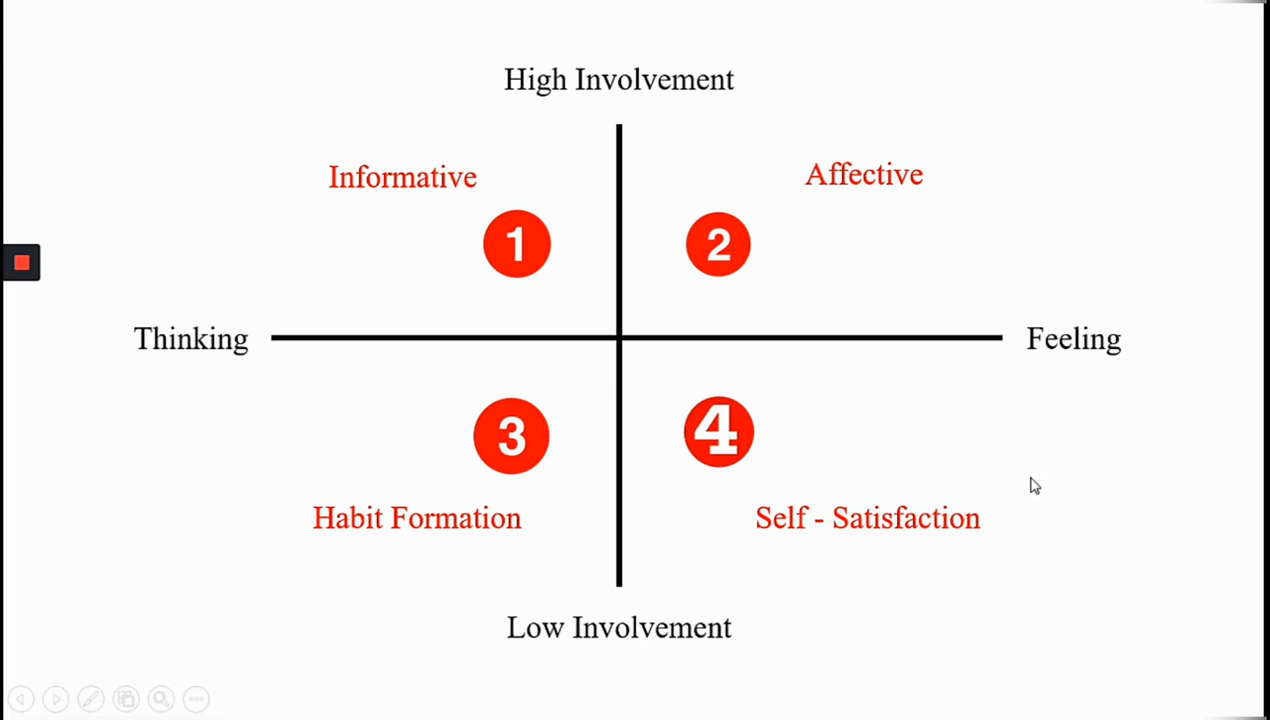 High Involvement
Informative
Affective
1
2
Thinking
Feeling
3
4
Habit Formation
Self - Satisfaction
Low Involvement